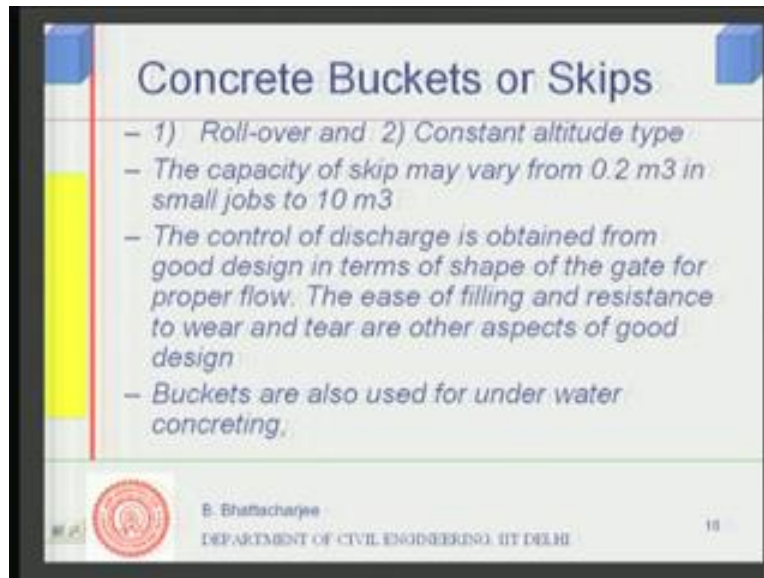 Concrete Buckets or Skips
– 1) Roll-over and 2) Constant altitude type
– The capacity of skip may vary from 0.2 m3 in
small jobs to 10 m3
– The control of discharge is obtained from
good design in terms of shape of the gate for
proper flow. The ease of filling and resistance
to wear and tear are other aspects of good
design
– Buckets are also used for under water
concreting,
B. Bhattacharjee
DEPARTMENT OF CIVIL ENGINEERING, IIT DELHI